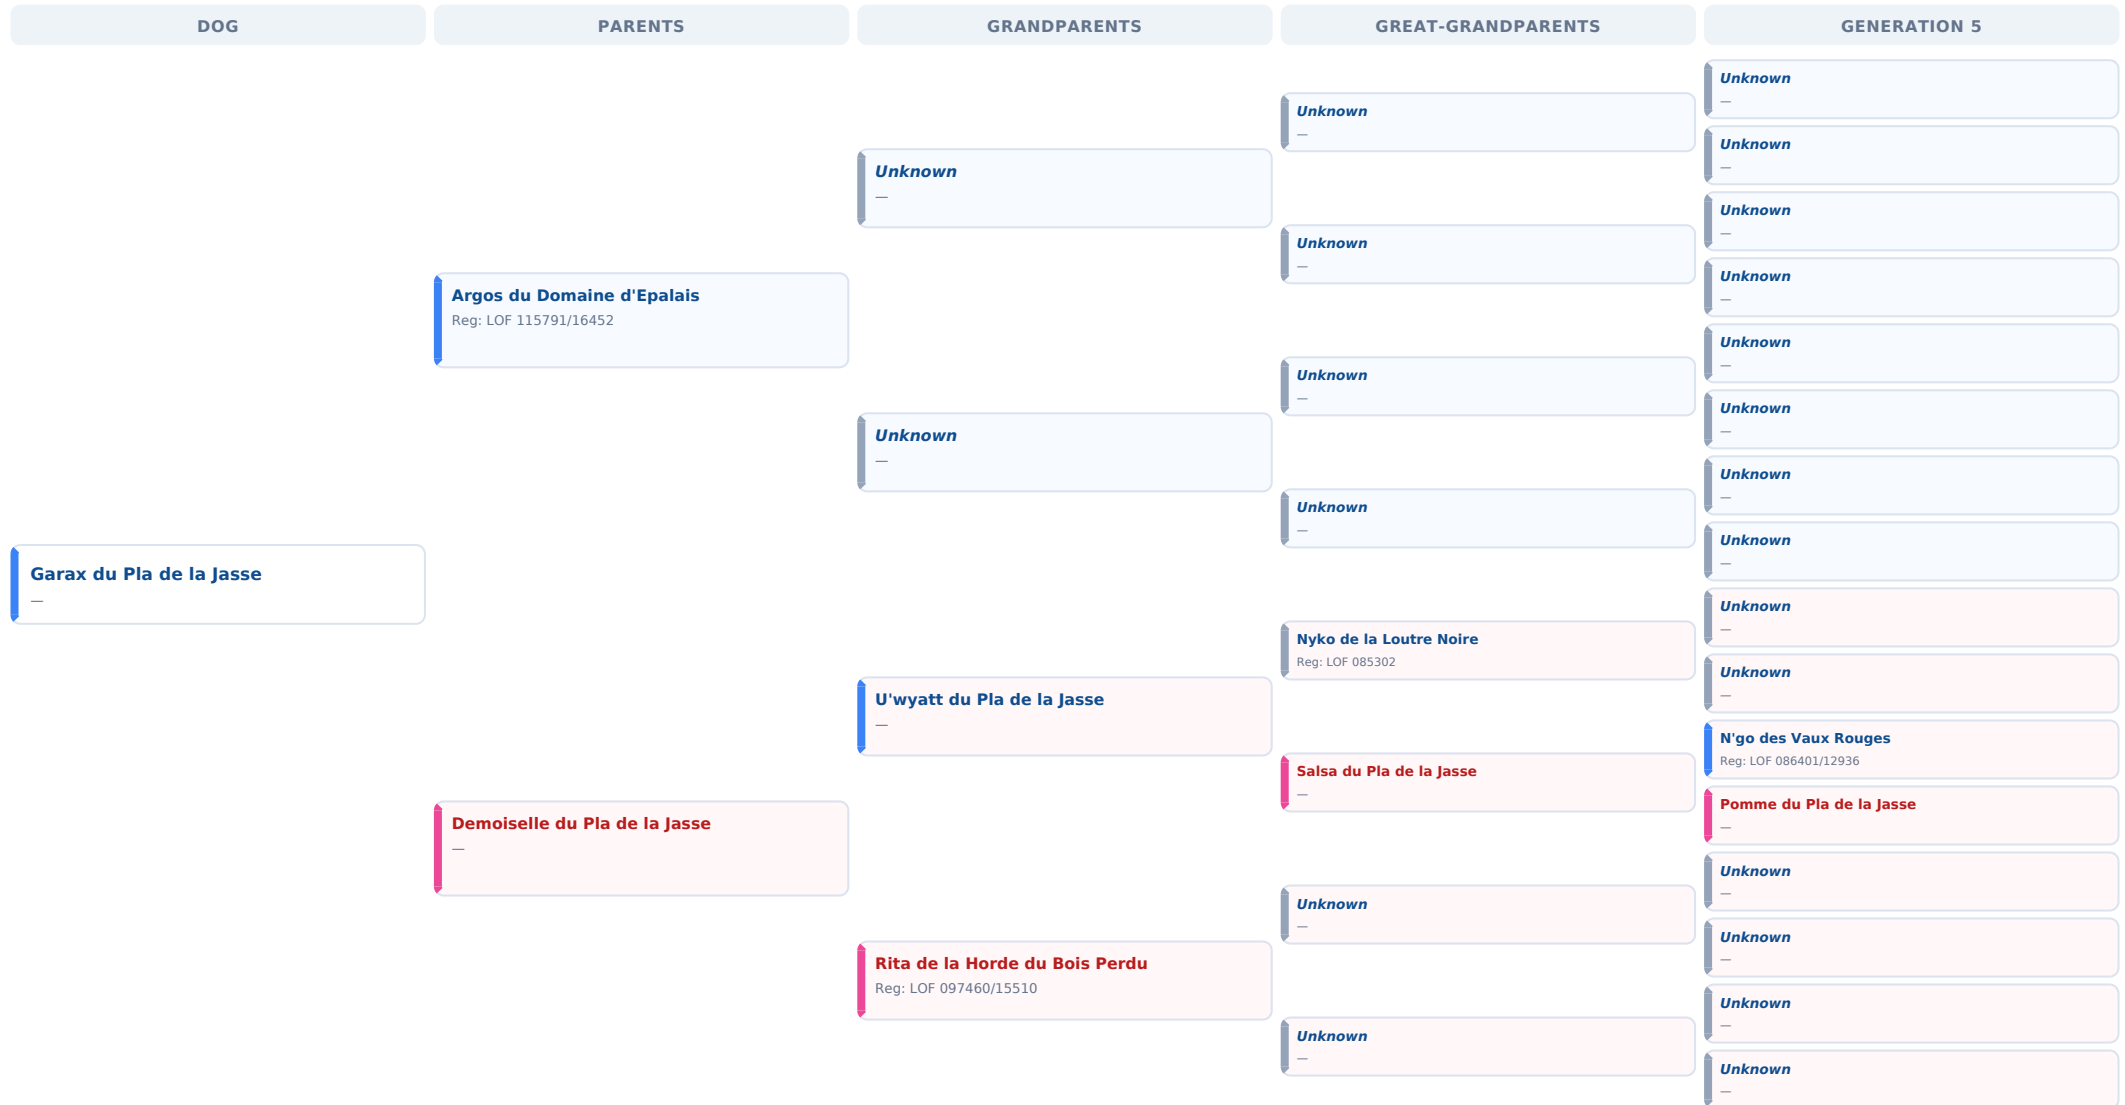 DOG
PARENTS
GRANDPARENTS
GREAT-GRANDPARENTS
GENERATION 5
Garax du Pla de la Jasse
—
Argos du Domaine d'Epalais
Reg: LOF 115791/16452
Demoiselle du Pla de la Jasse
—
Unknown
—
Unknown
—
U'wyatt du Pla de la Jasse
—
Rita de la Horde du Bois Perdu
Reg: LOF 097460/15510
Unknown
—
Unknown
—
Unknown
—
Unknown
—
Nyko de la Loutre Noire
Reg: LOF 085302
Salsa du Pla de la Jasse
—
Unknown
—
Unknown
—
Unknown
—
Unknown
—
Unknown
—
Unknown
—
Unknown
—
Unknown
—
Unknown
—
Unknown
—
Unknown
—
Unknown
—
N'go des Vaux Rouges
Reg: LOF 086401/12936
Pomme du Pla de la Jasse
—
Unknown
—
Unknown
—
Unknown
—
Unknown
—